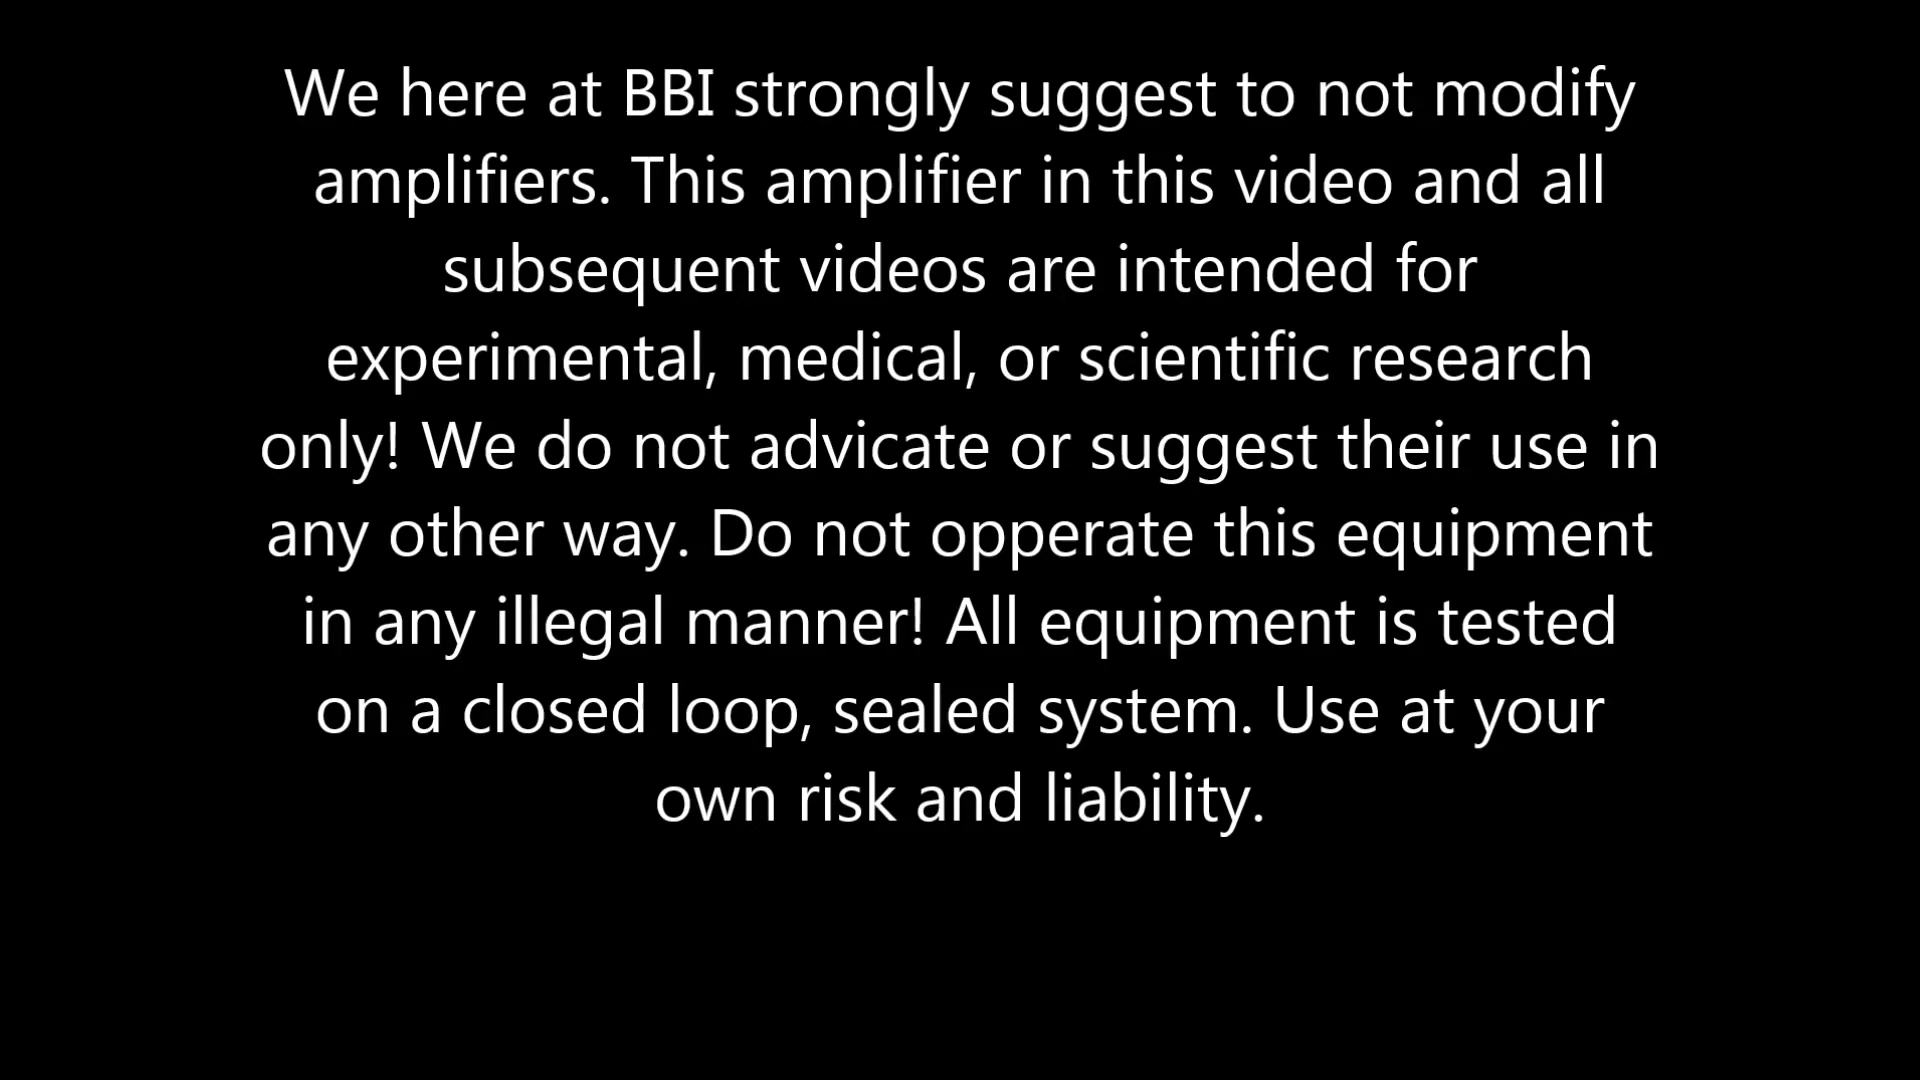 We here at BBI strongly suggest to not modify
amplifiers. This amplifier in this video and all
subsequent videos are intended for
experimental, medical, or scientific research
only! We do not advicate or suggest their use in
any other way. Do not opperate this equipment
in any illegal manner! All equipment is tested
on a closed loop, sealed system. Use at your
own risk and liability.